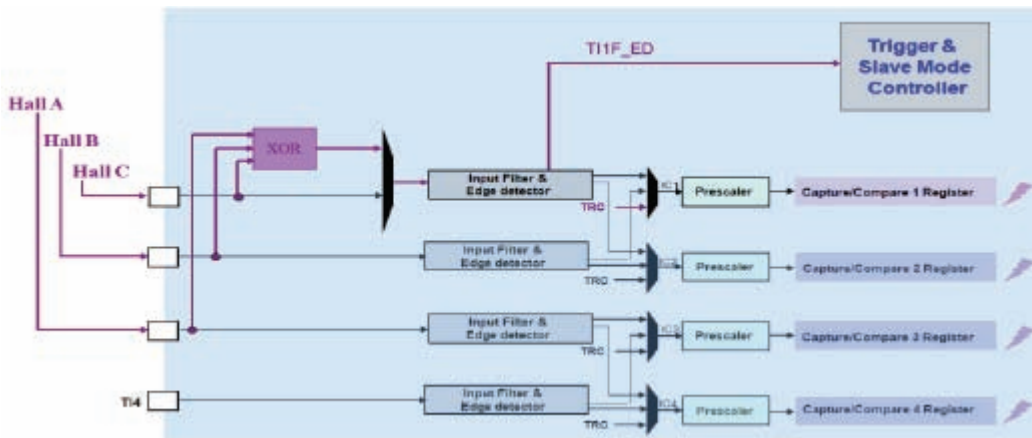 TI1F_ED
Trigger &
Slave Mode
Controller
Hall A
Hall B
Hall C
XOR
Input Filter &
Edge detector
TRC
Prescaler
Capture/Compare 1 Register
Input Filter &
Edge detector
TRC
IC2
Prescaler
Capture/Compare 2 Register
Input Filter &
Edge detector
TRC
IC3
Prescaler
Capture/Compare 3 Register
TI4
Input Filter &
Edge detector
TRC
IC4
Prescaler
Capture/Compare 4 Register